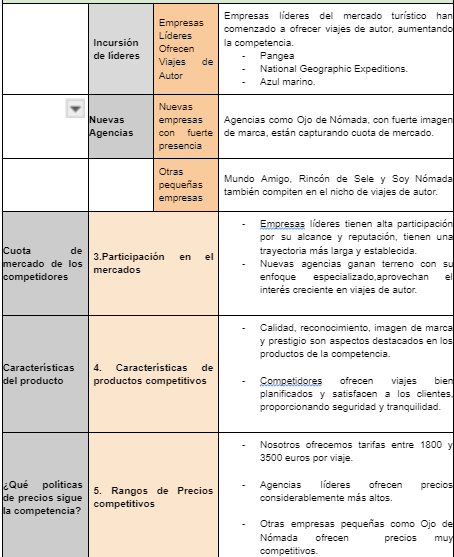 Incursión
de líderes
Empresas
Líderes
Ofrecen
Viajes de
Autor
Empresas líderes del mercado turístico han
comenzado a ofrecer viajes de autor, aumentando
la competencia.
- Pangea
- National Geographic Expeditions.
- Azul marino.
Nuevas
Agencias
Nuevas
empresas
con fuerte
presencia
Agencias como Ojo de Nómada, con fuerte imagen
de marca, están capturando cuota de mercado.
Otras
pequeñas
empresas
Mundo Amigo, Rincón de Sele y Soy Nómada
también compiten en el nicho de viajes de autor.
Cuota de
mercado de los
competidores
3.Participación en el
mercados
- Empresas líderes tienen alta participación
por su alcance y reputación, tienen una
trayectoria más larga y establecida.
- Nuevas agencias ganan terreno con su
enfoque especializado,aprovechan el
interés creciente en viajes de autor.
Características
del producto
4. Características de
productos competitivos
- Calidad, reconocimiento, imagen de marca
y prestigio son aspectos destacados en los
productos de la competencia.
- Competidores ofrecen viajes bien
planificados y satisfacen a los clientes,
proporcionando seguridad y tranquilidad.
¿Qué políticas
de precios sigue
la competencia?
5. Rangos de Precios
competitivos
- Nosotros ofrecemos tarifas entre 1800 y
3500 euros por viaje.
- Agencias líderes ofrecen precios
considerablemente más altos.
- Otras empresas pequeñas como Ojo de
Nómada ofrecen precios muy
competitivos.